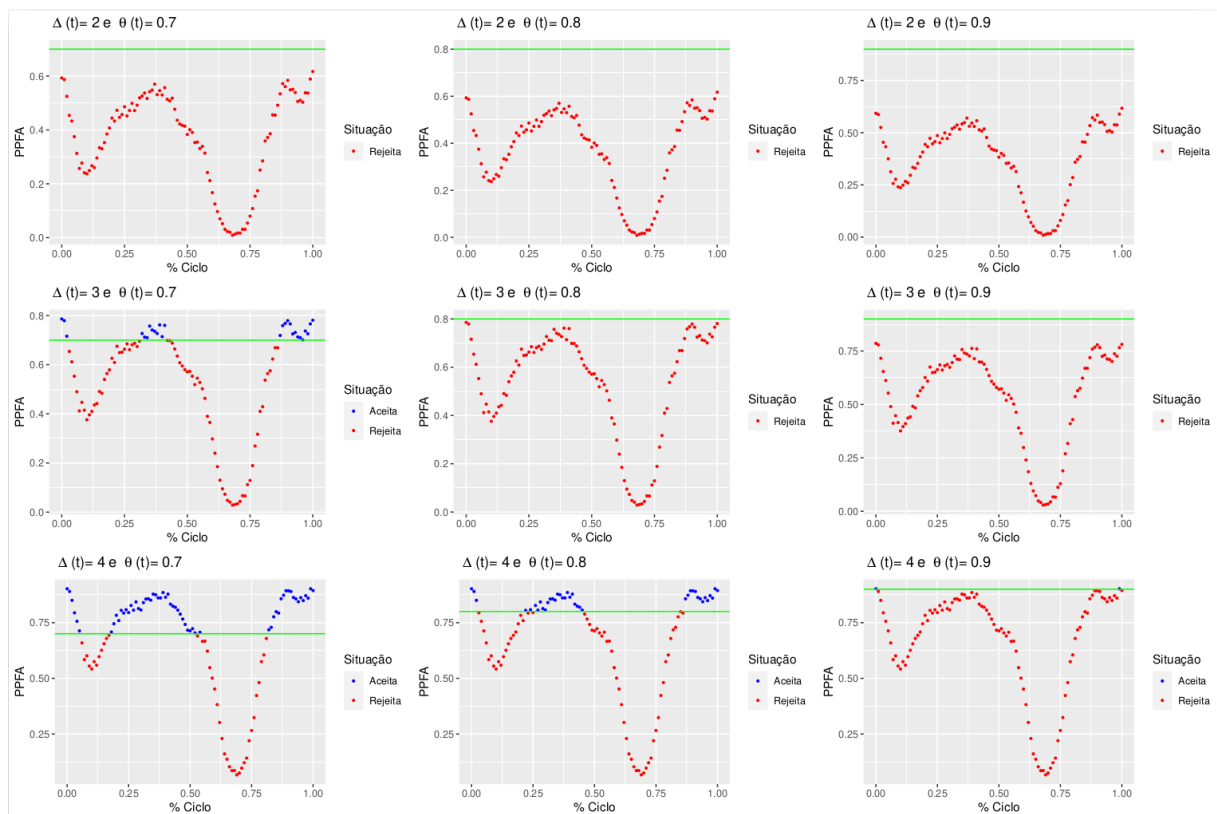 Δ (t)= 2 e θ (t)= 0.7
PPFA
0.6
0.4
0.2
0.0
0.00 0.25 0.50 0.75 1.00
% Ciclo
Situação
Rejeita
Δ (t)= 2 e θ (t)= 0.8
PPFA
0.8
0.6
0.4
0.2
0.0
0.00 0.25 0.50 0.75 1.00
% Ciclo
Situação
Rejeita
Δ (t)= 2 e θ (t)= 0.9
PPFA
0.75
0.50
0.25
0.00
0.00 0.25 0.50 0.75 1.00
% Ciclo
Situação
Rejeita
Δ (t)= 3 e θ (t)= 0.7
PPFA
0.8
0.6
0.4
0.2
0.0
0.00 0.25 0.50 0.75 1.00
% Ciclo
Situação
Aceita
Rejeita
Δ (t)= 3 e θ (t)= 0.8
PPFA
0.8
0.6
0.4
0.2
0.0
0.00 0.25 0.50 0.75 1.00
% Ciclo
Situação
Rejeita
Δ (t)= 3 e θ (t)= 0.9
PPFA
0.75
0.50
0.25
0.00
0.00 0.25 0.50 0.75 1.00
% Ciclo
Situação
Rejeita
Δ (t)= 4 e θ (t)= 0.7
PPFA
0.75
0.50
0.25
0.00 0.25 0.50 0.75 1.00
% Ciclo
Situação
Aceita
Rejeita
Δ (t)= 4 e θ (t)= 0.8
PPFA
0.75
0.50
0.25
0.00 0.25 0.50 0.75 1.00
% Ciclo
Situação
Aceita
Rejeita
Δ (t)= 4 e θ (t)= 0.9
PPFA
0.75
0.50
0.25
0.00 0.25 0.50 0.75 1.00
% Ciclo
Situação
Aceita
Rejeita